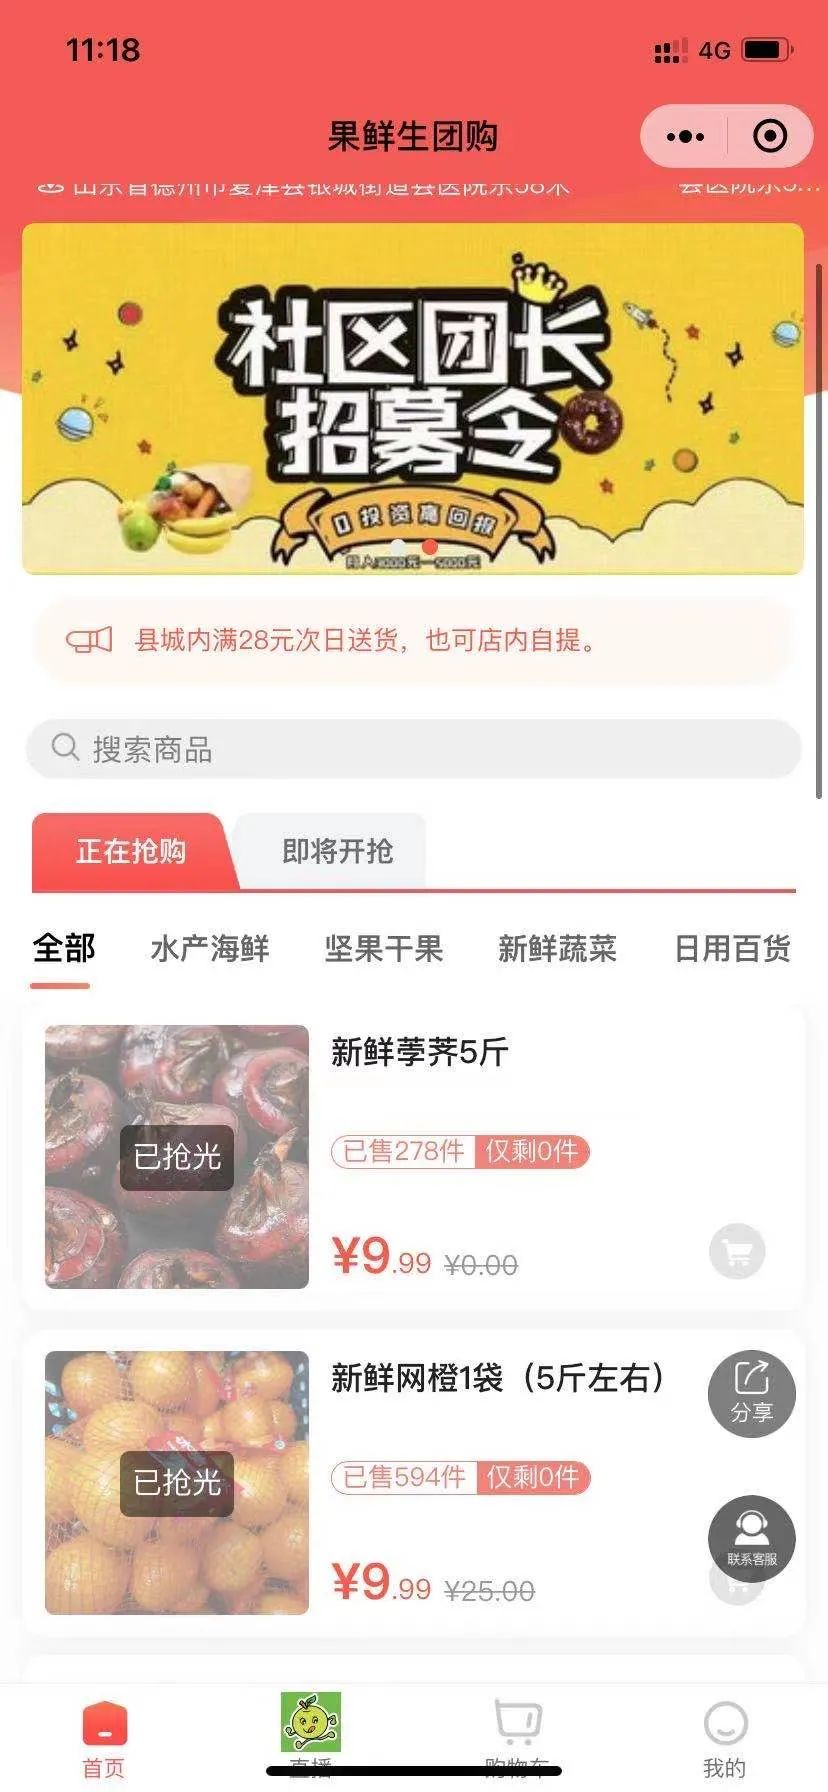 11:18
4G
果鲜生团购
山东省德州市夏津县银城街道县医院东58米
县医院东5...
社区团长
招募令
0投资高回报
月入3000元—5000元
县城内满28元次日送货，也可店内自提。
搜索商品
正在抢购
即将开抢
全部
水产海鲜
坚果干果
新鲜蔬菜
日用百货
新鲜荸荠5斤
已抢光
已售278件
仅剩0件
¥9.99 ¥0.00
新鲜网橙1袋（5斤左右）
分享
已抢光
已售594件
仅剩0件
联系客服
¥9.99 ¥25.00
首页
直播
购物车
我的